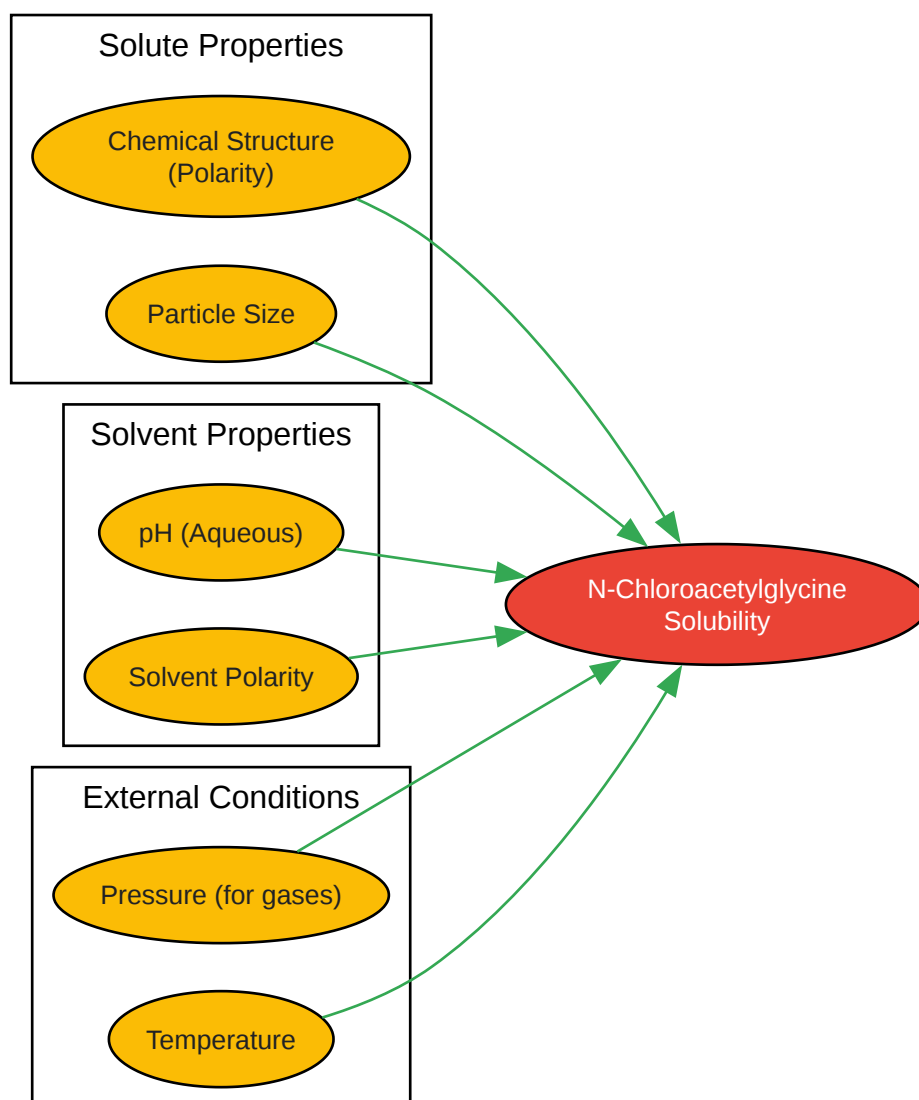 Solute Properties
Chemical Structure
(Polarity)
Particle Size
Solvent Properties
pH (Aqueous)
Solvent Polarity
N-Chloroacetylglycine
Solubility
External Conditions
Pressure (for gases)
Temperature